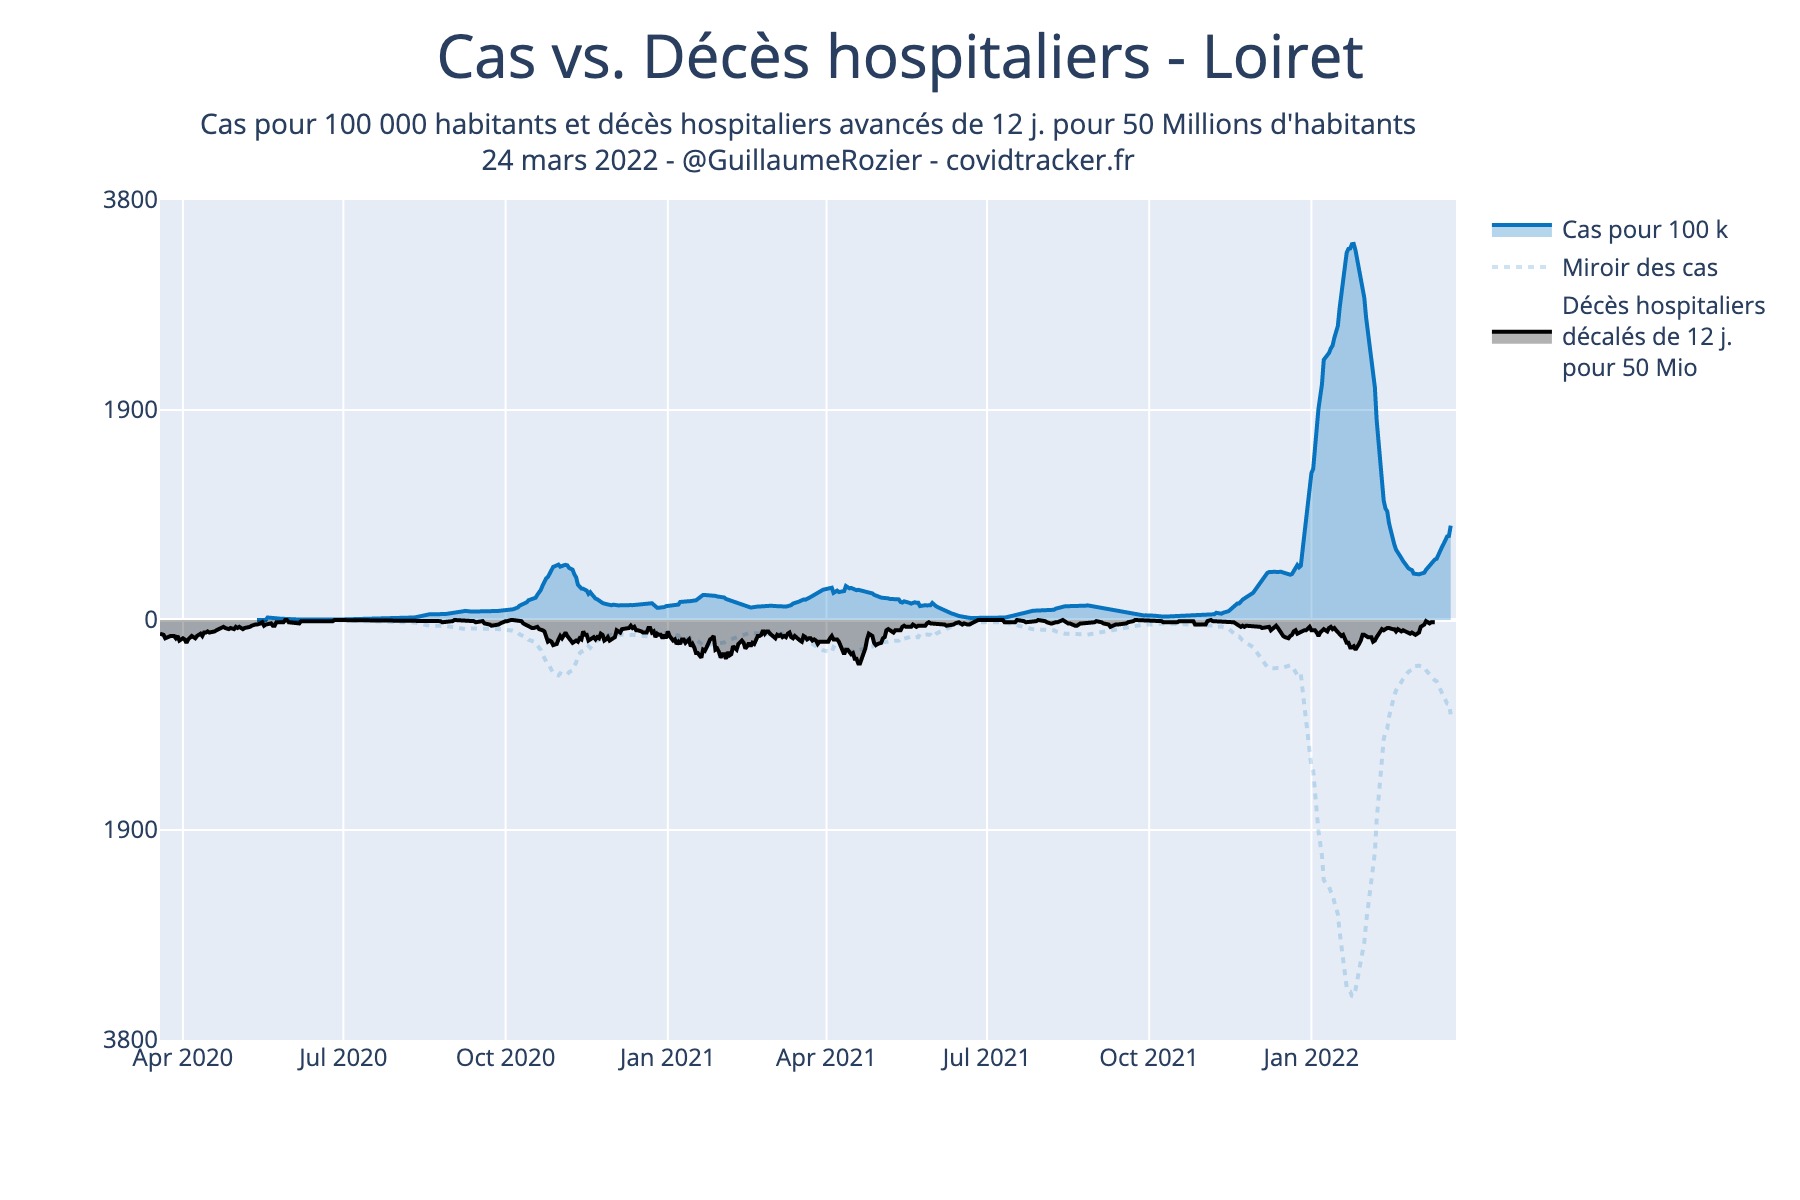 Cas vs. Décès hospitaliers - Loiret
Cas pour 100 000 habitants et décès hospitaliers avancés de 12 j. pour 50 Millions d'habitants
24 mars 2022 - @GuillaumeRozier - covidtracker.fr
3800
1900
0
1900
3800
Apr 2020
Jul 2020
Oct 2020
Jan 2021
Apr 2021
Jul 2021
Oct 2021
Jan 2022
Cas pour 100 k
Miroir des cas
Décès hospitaliers
décalés de 12 j.
pour 50 Mio